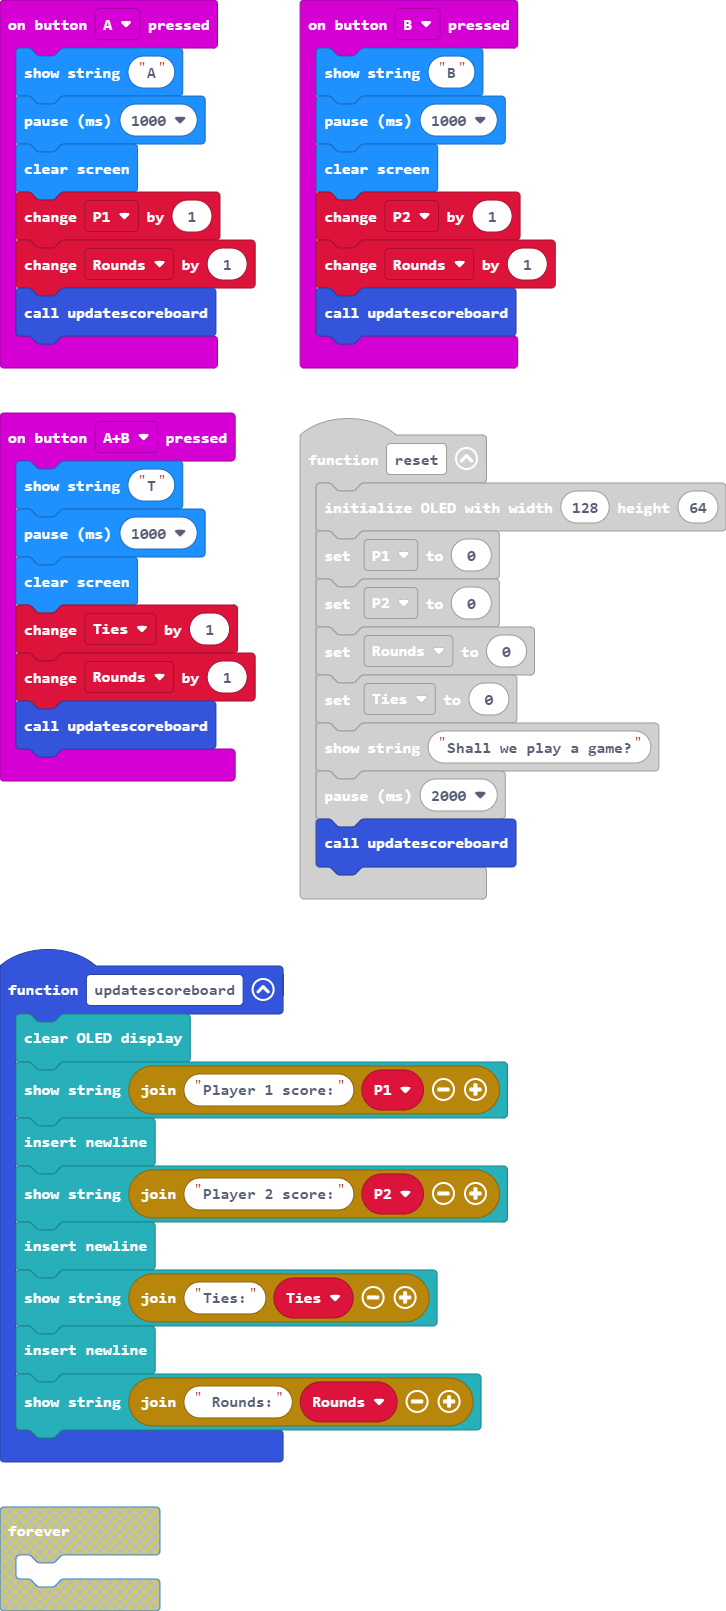 on button A pressed
show string "A"
pause (ms) 1000
clear screen
change P1 by 1
change Rounds by 1
call updatescoreboard
on button B pressed
show string "B"
pause (ms) 1000
clear screen
change P2 by 1
change Rounds by 1
call updatescoreboard
on button A+B pressed
show string "T"
pause (ms) 1000
clear screen
change Ties by 1
change Rounds by 1
call updatescoreboard
function reset
initialize OLED with width 128 height 64
set P1 to 0
set P2 to 0
set Rounds to 0
set Ties to 0
show string "Shall we play a game?"
pause (ms) 2000
call updatescoreboard
function updatescoreboard
clear OLED display
show string join "Player 1 score:" P1
insert newline
show string join "Player 2 score:" P2
insert newline
show string join "Ties:" Ties
insert newline
show string join " Rounds:" Rounds
forever